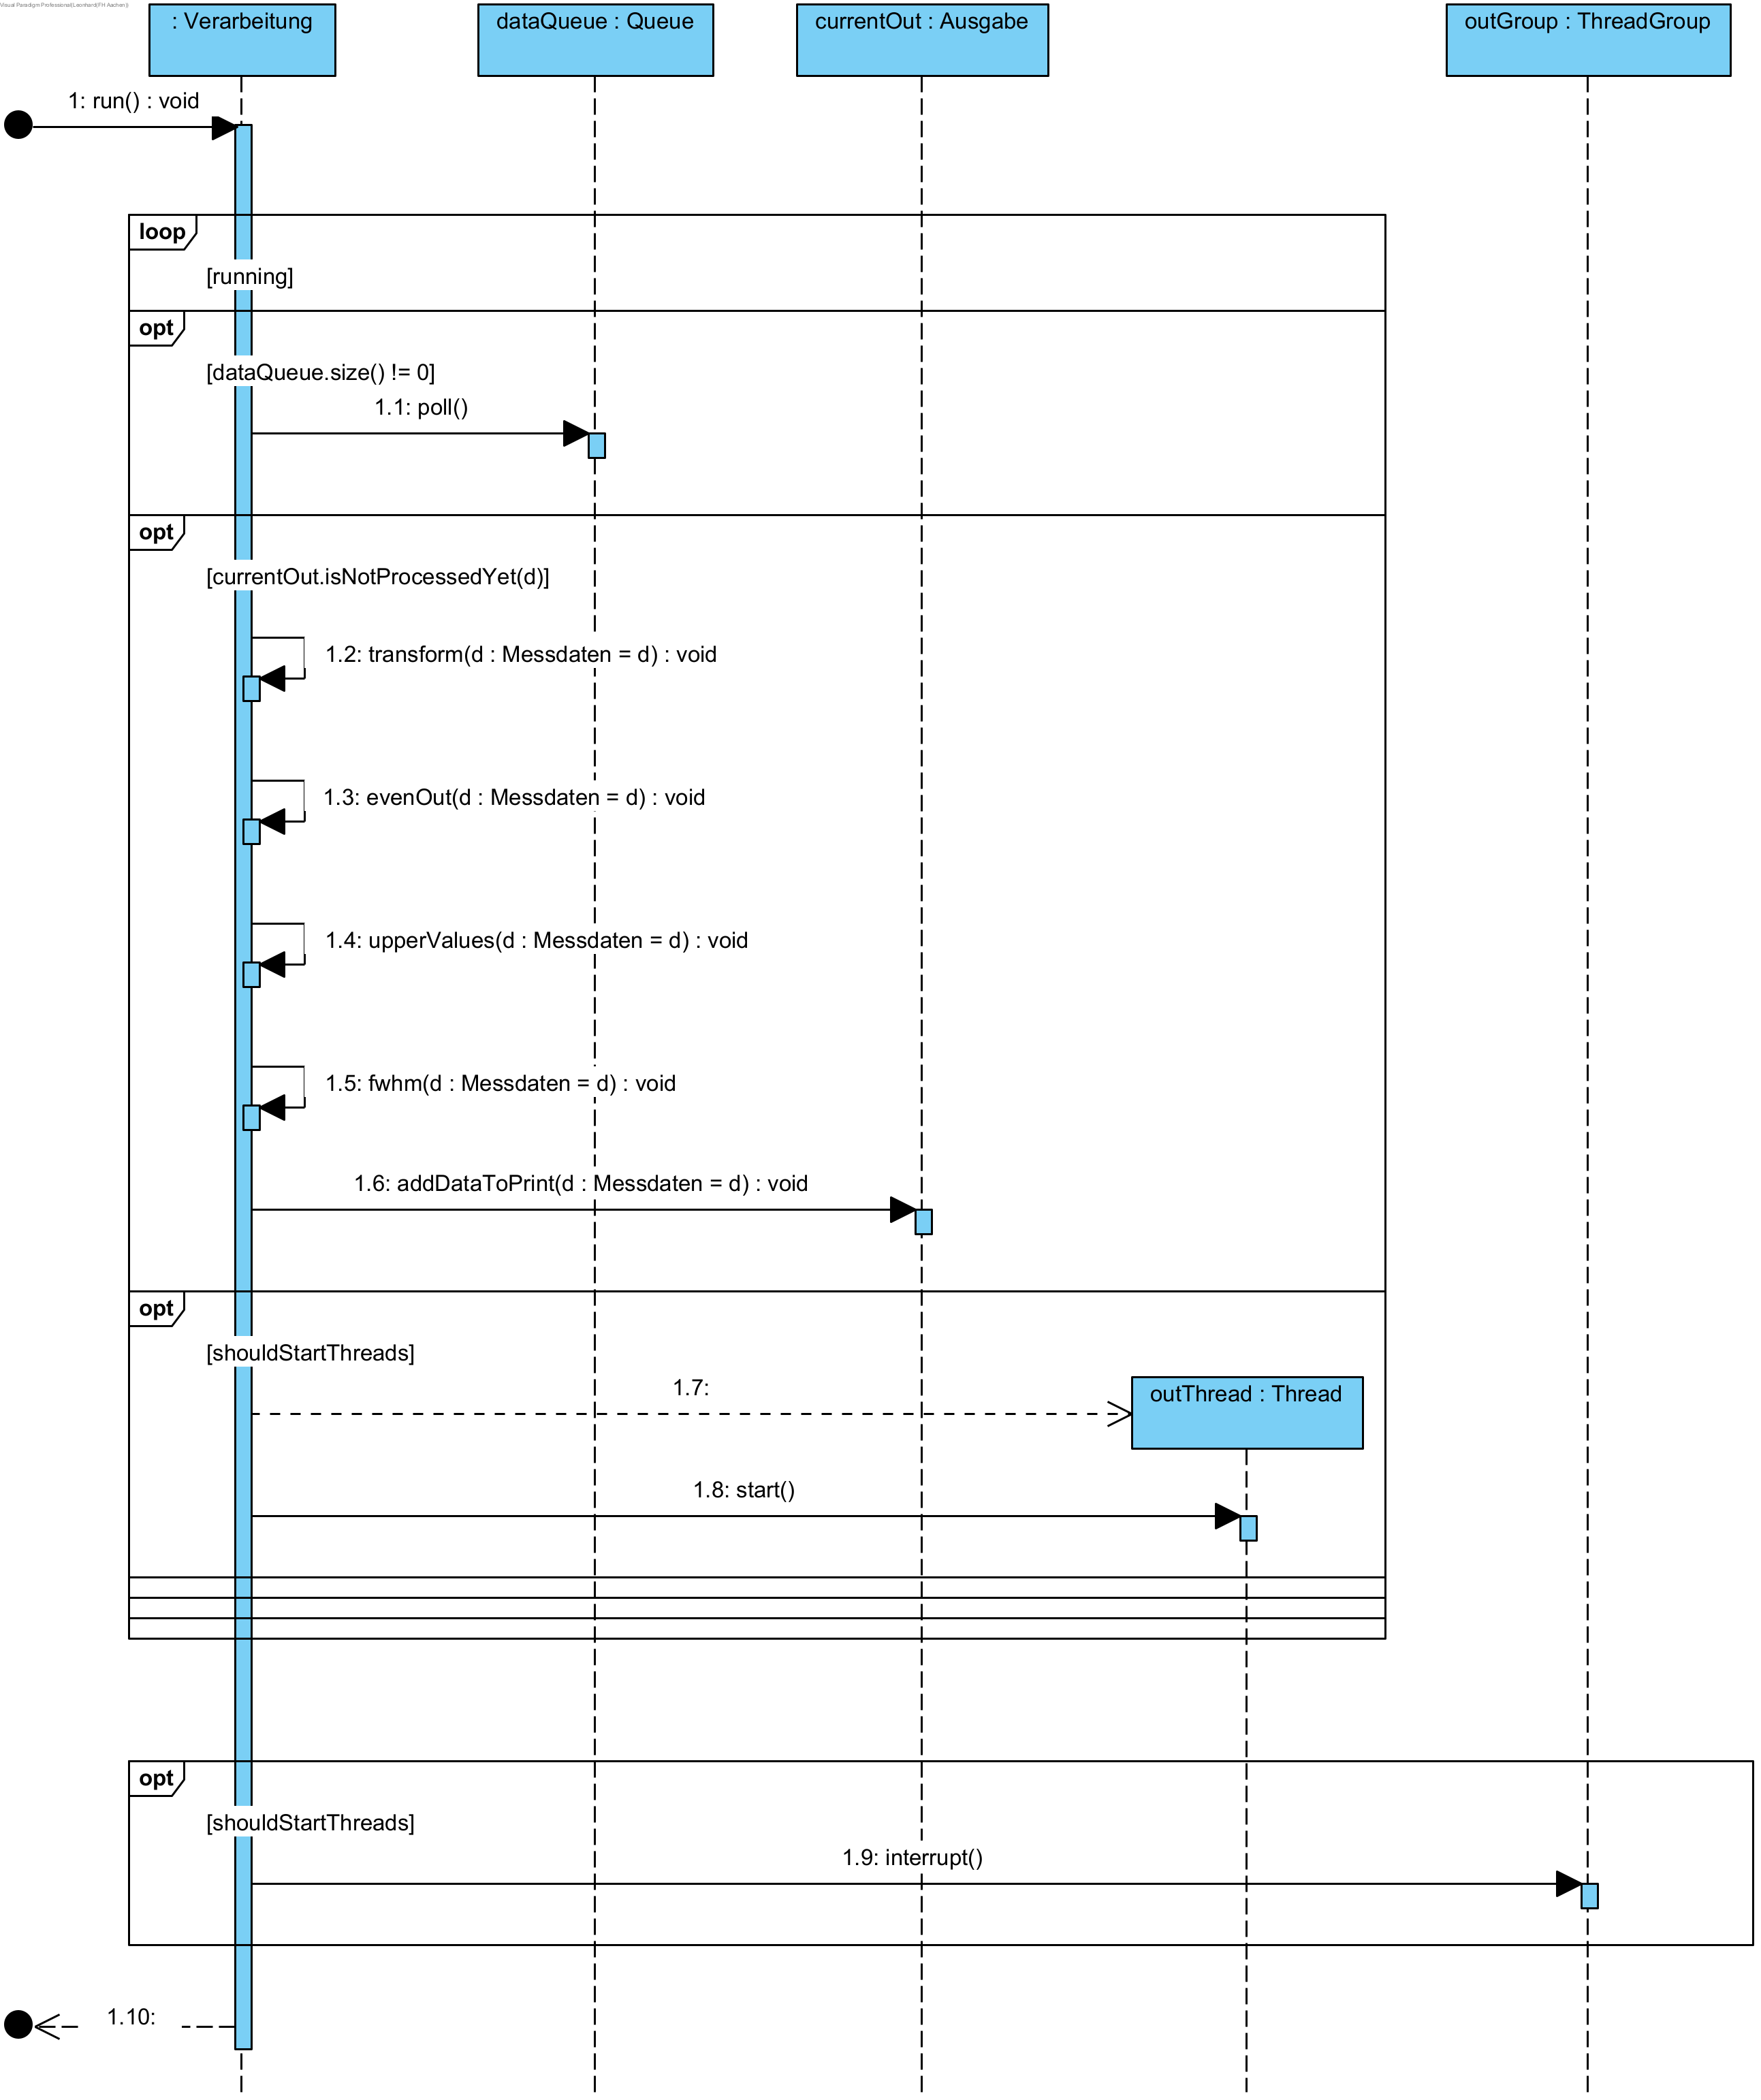 Visual Paradigm Professional(Leonhard(FH Aachen))
: Verarbeitung
dataQueue : Queue
currentOut : Ausgabe
outGroup : ThreadGroup
1: run() : void
loop
[running]
opt
[dataQueue.size() != 0]
1.1: poll()
opt
[currentOut.isNotProcessedYet(d)]
1.2: transform(d : Messdaten = d) : void
1.3: evenOut(d : Messdaten = d) : void
1.4: upperValues(d : Messdaten = d) : void
1.5: fwhm(d : Messdaten = d) : void
1.6: addDataToPrint(d : Messdaten = d) : void
opt
[shouldStartThreads]
1.7:
outThread : Thread
1.8: start()
opt
[shouldStartThreads]
1.9: interrupt()
1.10: